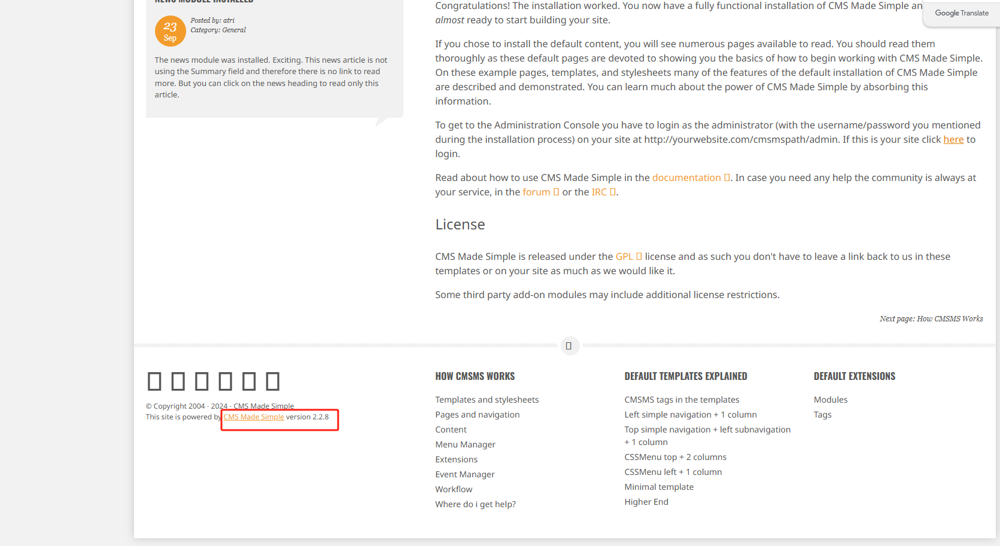 NEWS MODULE INSTALLED
23
Sep
Posted by: atri
Category: General
The news module was installed. Exciting. This news article is not
using the Summary field and therefore there is no link to read
more. But you can click on the news heading to read only this
article.
Congratulations! The installation worked. You now have a fully functional installation of CMS Made Simple an
almost ready to start building your site.
If you chose to install the default content, you will see numerous pages available to read. You should read them
thoroughly as these default pages are devoted to showing you the basics of how to begin working with CMS Made Simple.
On these example pages, templates, and stylesheets many of the features of the default installation of CMS Made Simple
are described and demonstrated. You can learn much about the power of CMS Made Simple by absorbing this
information.
To get to the Administration Console you have to login as the administrator (with the username/password you mentioned
during the installation process) on your site at http://yourwebsite.com/cmsmspath/admin. If this is your site click here to
login.
Read about how to use CMS Made Simple in the documentation. In case you need any help the community is always at
your service, in the forum or the IRC.
License
CMS Made Simple is released under the GPL license and as such you don't have to leave a link back to us in these
templates or on your site as much as we would like it.
Some third party add-on modules may include additional license restrictions.
Next page: How CMSMS Works
Google Translate
© Copyright 2004 - 2024 - CMS Made Simple
This site is powered by CMS Made Simple version 2.2.8
HOW CMSMS WORKS
Templates and stylesheets
Pages and navigation
Content
Menu Manager
Extensions
Event Manager
Workflow
Where do i get help?
DEFAULT TEMPLATES EXPLAINED
CMSMS tags in the templates
Left simple navigation + 1 column
Top simple navigation + left subnavigation
+ 1 column
CSSMenu top + 2 columns
CSSMenu left + 1 column
Minimal template
Higher End
DEFAULT EXTENSIONS
Modules
Tags